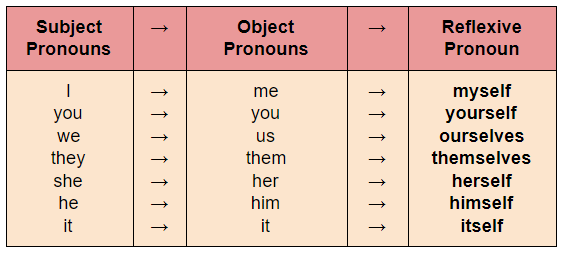 Subject Pronouns → Object Pronouns → Reflexive Pronoun
I → me → myself
you → you → yourself
we → us → ourselves
they → them → themselves
she → her → herself
he → him → himself
it → it → itself